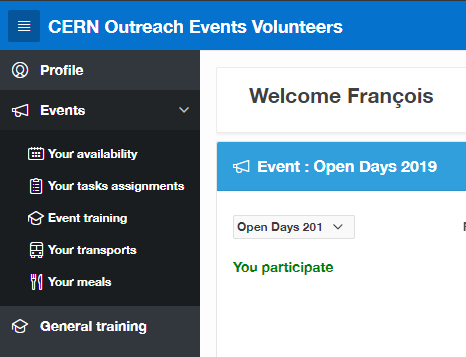 CERN Outreach Events Volunteers
Profile
Events
Your availability
Your tasks assignments
Event training
Your transports
Your meals
General training
Welcome François
Event : Open Days 2019
Open Days 201
You participate